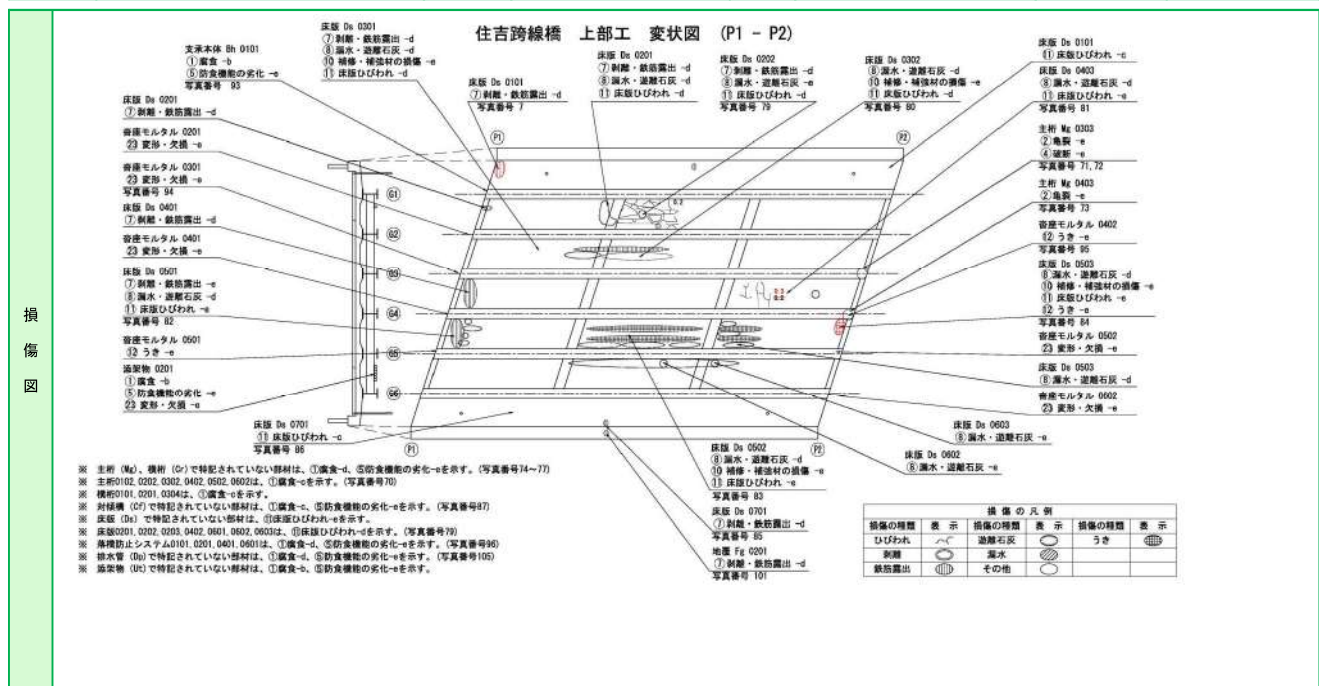 損傷図
住吉跨線橋 上部工 変状図 (P1 - P2)
支承本体 Bh 0101
①腐食 -b
⑤防食機能の劣化 -e
写真番号 93
床版 Ds 0301
⑦剥離・鉄筋露出 -d
⑧漏水・遊離石灰 -d
⑩補修・補強材の損傷 -e
⑪床版ひびわれ -d
床版 Ds 0101
⑦剥離・鉄筋露出 -d
写真番号 7
床版 Ds 0201
⑦剥離・鉄筋露出 -d
⑧漏水・遊離石灰 -d
⑪床版ひびわれ -d
床版 Ds 0202
⑦剥離・鉄筋露出 -d
⑧漏水・遊離石灰 -e
⑪床版ひびわれ -d
写真番号 79
床版 Ds 0302
⑧漏水・遊離石灰 -d
⑩補修・補強材の損傷 -e
⑪床版ひびわれ -d
写真番号 80
床版 Ds 0101
⑪床版ひびわれ -c
床版 Ds 0403
⑧漏水・遊離石灰 -d
⑪床版ひびわれ -e
写真番号 81
主桁 Mg 0303
②亀裂 -e
④破断 -e
写真番号 71,72
主桁 Mg 0403
②亀裂 -e
写真番号 73
沓座モルタル 0402
⑫うき -e
写真番号 95
床版 Ds 0503
⑧漏水・遊離石灰 -d
⑩補修・補強材の損傷 -e
⑪床版ひびわれ -e
⑫うき -e
写真番号 84
沓座モルタル 0502
㉓変形・欠損 -e
床版 Ds 0503
⑧漏水・遊離石灰 -d
沓座モルタル 0602
㉓変形・欠損 -e
床版 Ds 0603
⑧漏水・遊離石灰 -e
床版 Ds 0602
⑧漏水・遊離石灰 -e
床版 Ds 0201
⑦剥離・鉄筋露出 -d
沓座モルタル 0201
㉓変形・欠損 -e
沓座モルタル 0301
㉓変形・欠損 -e
写真番号 94
床版 Ds 0401
⑦剥離・鉄筋露出 -d
沓座モルタル 0401
㉓変形・欠損 -e
床版 Ds 0501
⑦剥離・鉄筋露出 -e
⑧漏水・遊離石灰 -d
⑪床版ひびわれ -e
写真番号 82
沓座モルタル 0501
⑫うき -e
添架物 0201
①腐食 -b
⑤防食機能の劣化 -e
㉓変形・欠損 -e
床版 Ds 0701
⑪床版ひびわれ -c
写真番号 86
床版 Ds 0502
⑧漏水・遊離石灰 -d
⑩補修・補強材の損傷 -e
⑪床版ひびわれ -e
写真番号 83
床版 Ds 0701
⑦剥離・鉄筋露出 -d
写真番号 85
地覆 Fg 0201
⑦剥離・鉄筋露出 -d
写真番号 101
P1
P2
G1
G2
G3
G4
G5
G6
P1
P2
0.2
0.3
※ 主桁 (Mg)、横桁 (Cr) で特記されていない部材は、①腐食-d、⑤防食機能の劣化-eを示す。(写真番号74~77)
※ 主桁0102,0202,0302,0402,0502,0602は、①腐食-cを示す。(写真番号70)
※ 横桁0101,0201,0304は、①腐食-cを示す。
※ 対傾構 (Cf) で特記されていない部材は、①腐食-c、⑤防食機能の劣化-eを示す。(写真番号87)
※ 床版 (Ds) で特記されていない部材は、⑪床版ひびわれ-eを示す。
※ 床版0201,0202,0203,0402,0601,0602,0603は、⑪床版ひびわれ-dを示す。(写真番号79)
※ 落橋防止システム0101,0201,0401,0601は、①腐食-d、⑤防食機能の劣化-eを示す。(写真番号96)
※ 排水管 (Dp) で特記されていない部材は、①腐食-d、⑤防食機能の劣化-eを示す。(写真番号105)
※ 添架物 (Ut) で特記されていない部材は、①腐食-b、⑤防食機能の劣化-eを示す。
損傷の凡例
損傷の種類 表示 損傷の種類 表示 損傷の種類 表示
ひびわれ 遊離石灰 うき
剥離 漏水
鉄筋露出 その他